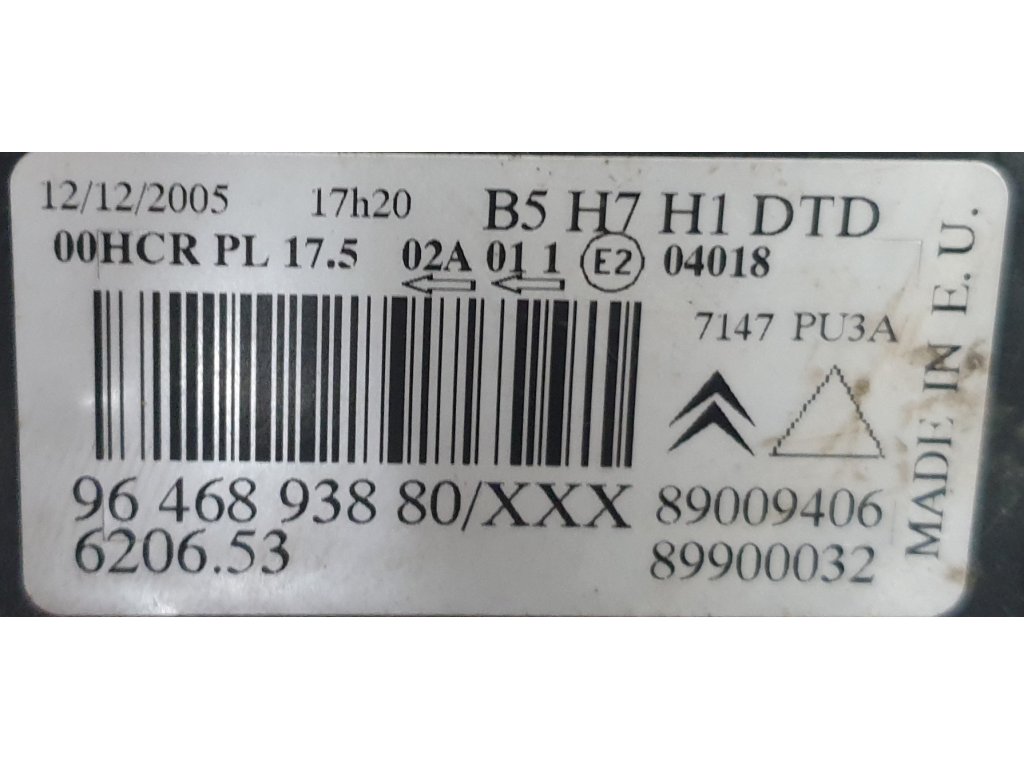 12/12/2005 17h20 B5 H7 H1 DTD
00HCR PL 17.5 02A 01 1 E2 04018
7147 PU3A
96 468 938 80/XXX 89009406
6206.53 89900032
MADE IN E.U.